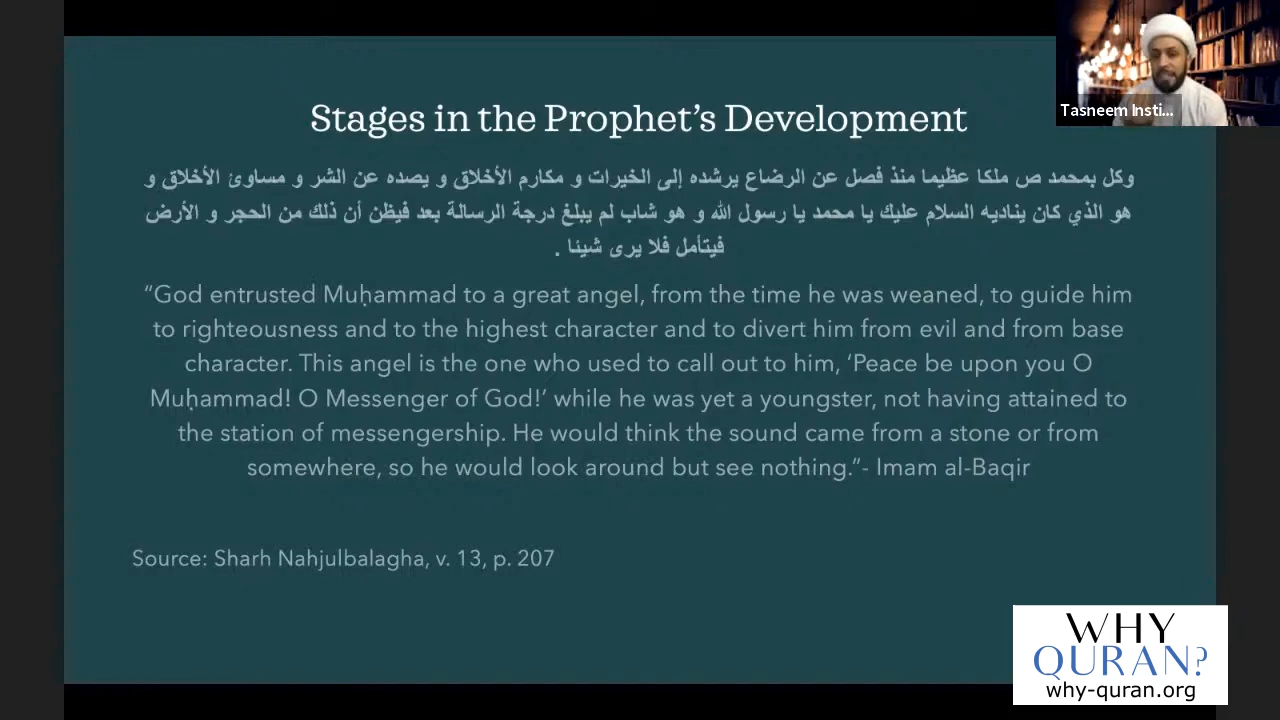 Stages in the Prophet's Development
وكل بمحمد ص ملكا عظيما منذ فصل عن الرضاع يرشده إلى الخيرات و مكارم الأخلاق و يصده عن الشر و مساوئ الأخلاق و
هو الذي كان يناديه السلام عليك يا محمد يا رسول الله و هو شاب لم يبلغ درجة الرسالة بعد فيظن أن ذلك من الحجر و الأرض
فيتأمل فلا يرى شيئا .
“God entrusted Muḥammad to a great angel, from the time he was weaned, to guide him
to righteousness and to the highest character and to divert him from evil and from base
character. This angel is the one who used to call out to him, ‘Peace be upon you O
Muḥammad! O Messenger of God!’ while he was yet a youngster, not having attained to
the station of messengership. He would think the sound came from a stone or from
somewhere, so he would look around but see nothing.”- Imam al-Baqir
Source: Sharh Nahjulbalagha, v. 13, p. 207
Tasneem Insti...
WHY
QURAN?
why-quran.org